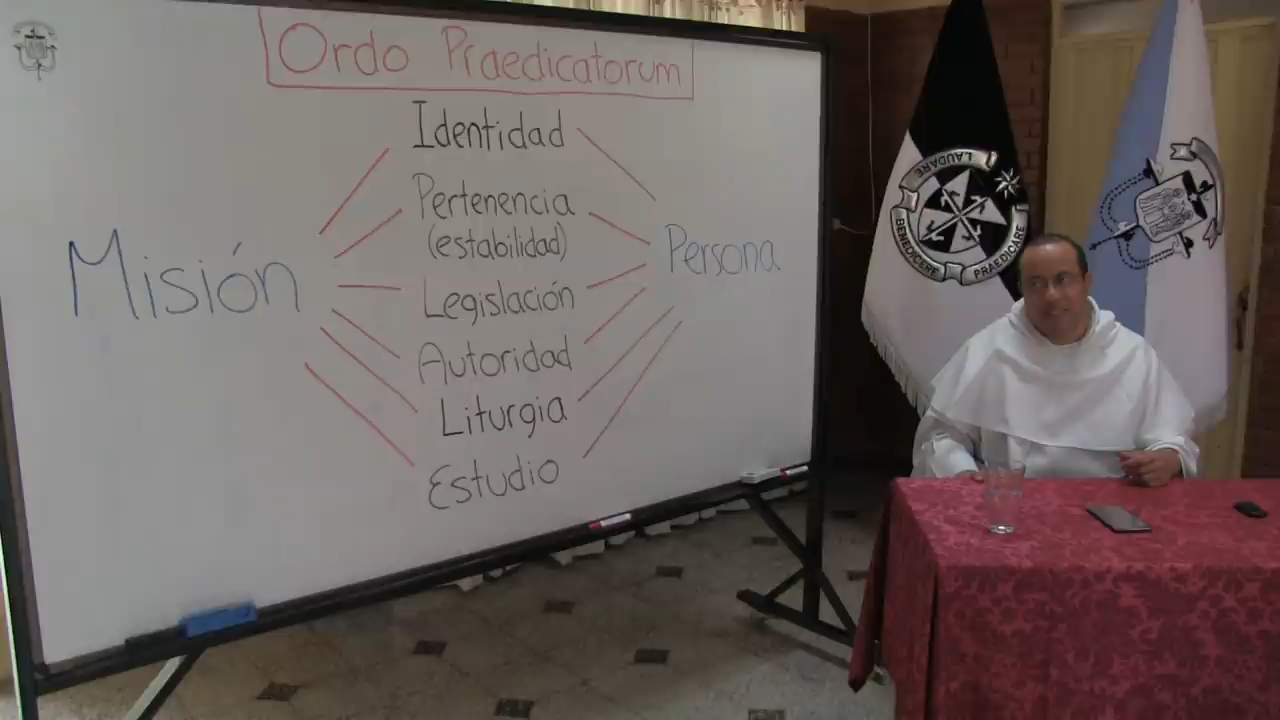 Ordo Praedicatorum
Identidad
Pertenencia
(estabilidad)
Misión
Persona
Legislación
Autoridad
Liturgia
Estudio
LAUDARE
BENEDICERE
PRAEDICARE